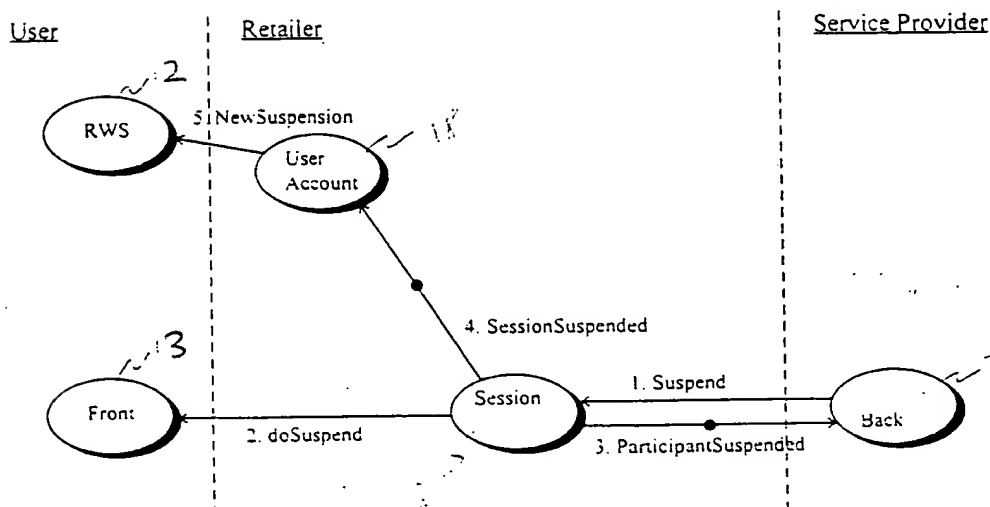 User
Retailer
Service Provider
2
RWS
5. NewSuspension
18
User
Account
4. SessionSuspended
3
Front
2. doSuspend
Session
1. Suspend
Back
3. ParticipantSuspended